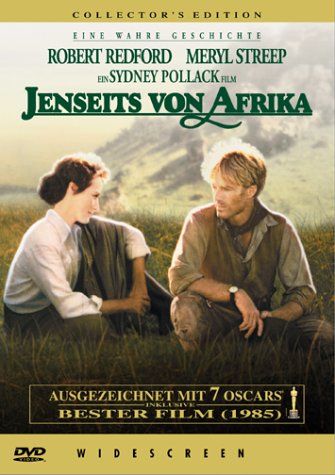 COLLECTOR'S EDITION
EINE WAHRE GESCHICHTE
ROBERT REDFORD MERYL STREEP
EIN SYDNEY POLLACK FILM
JENSEITS VON AFRIKA
AUSGEZEICHNET MIT 7 OSCARS®
INKLUSIVE
BESTER FILM (1985)
DVD
VIDEO
WIDESCREEN